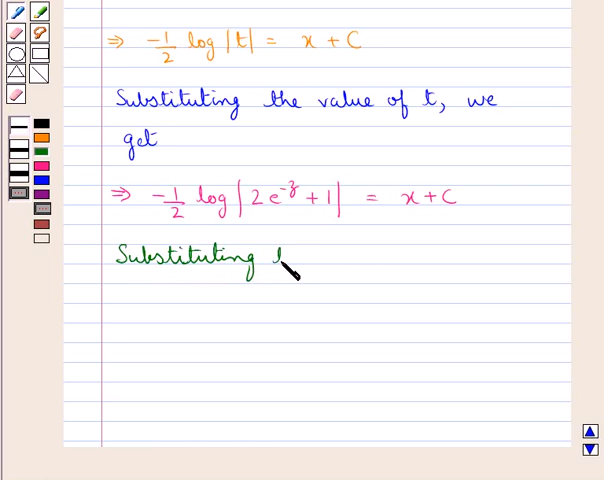 ⇒ -1/2 log |t| = x + C
Substituting the value of t, we
get
⇒ -1/2 log |2e^{-z} + 1| = x + C
Substituting